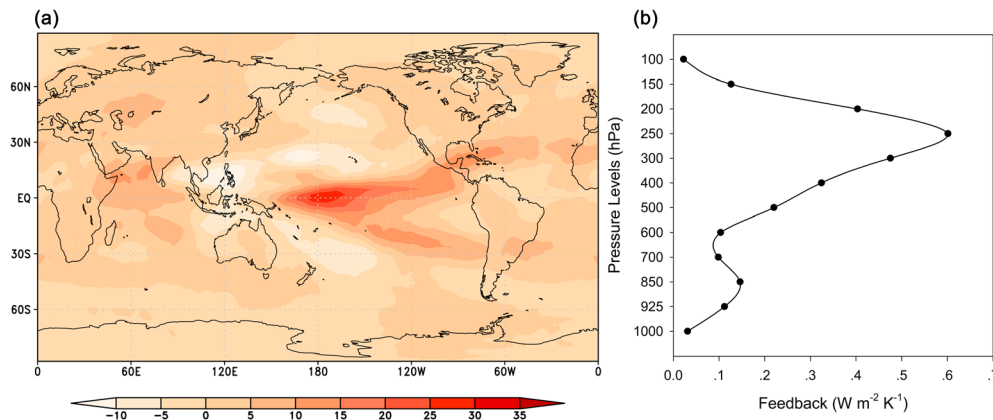 (a)
60N
30N
EQ
30S
60S
0 60E 120E 180 120W 60W 0
−10 −5 0 5 10 15 20 25 30 35
(b)
Pressure Levels (hPa)
100
150
200
250
300
400
500
600
700
850
925
1000
0.0 .1 .2 .3 .4 .5 .6 .7
Feedback (W m⁻² K⁻¹)